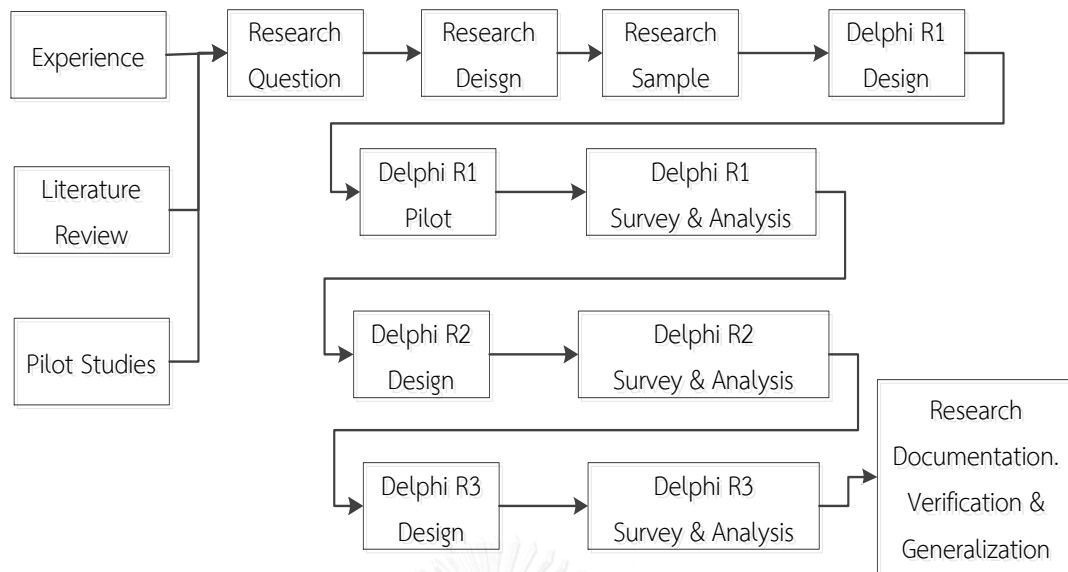 Experience
Research
Question
Research
Deisgn
Research
Sample
Delphi R1
Design
Literature
Review
Delphi R1
Pilot
Delphi R1
Survey & Analysis
Pilot Studies
Delphi R2
Design
Delphi R2
Survey & Analysis
Delphi R3
Design
Delphi R3
Survey & Analysis
Research
Documentation.
Verification &
Generalization